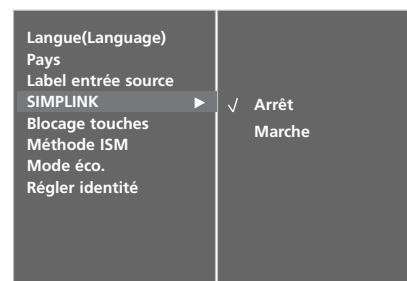 Langue(Language)
Pays
Label entrée source
SIMPLINK ► √ Arrêt
Blocage touches Marche
Méthode ISM
Mode éco.
Régler identité